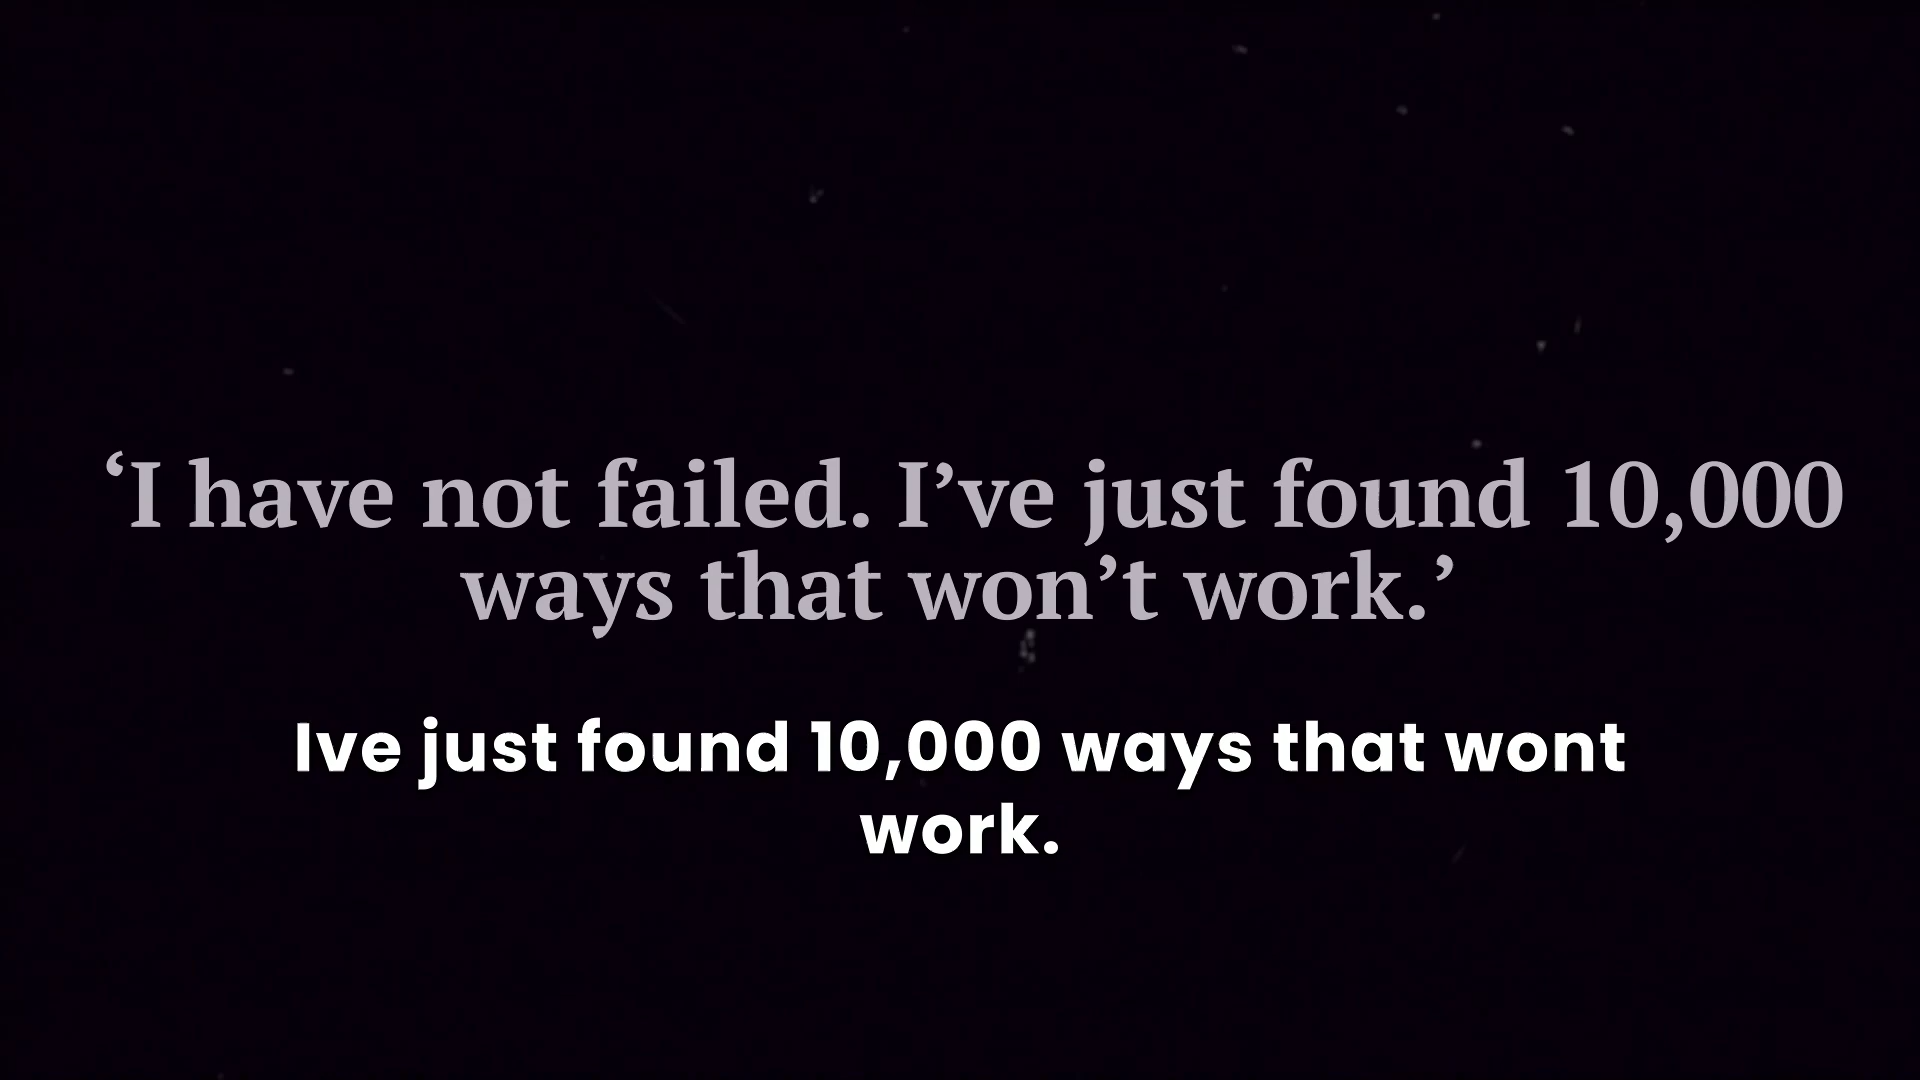 ‘I have not failed. I’ve just found 10,000
ways that won’t work.’
Ive just found 10,000 ways that wont
work.